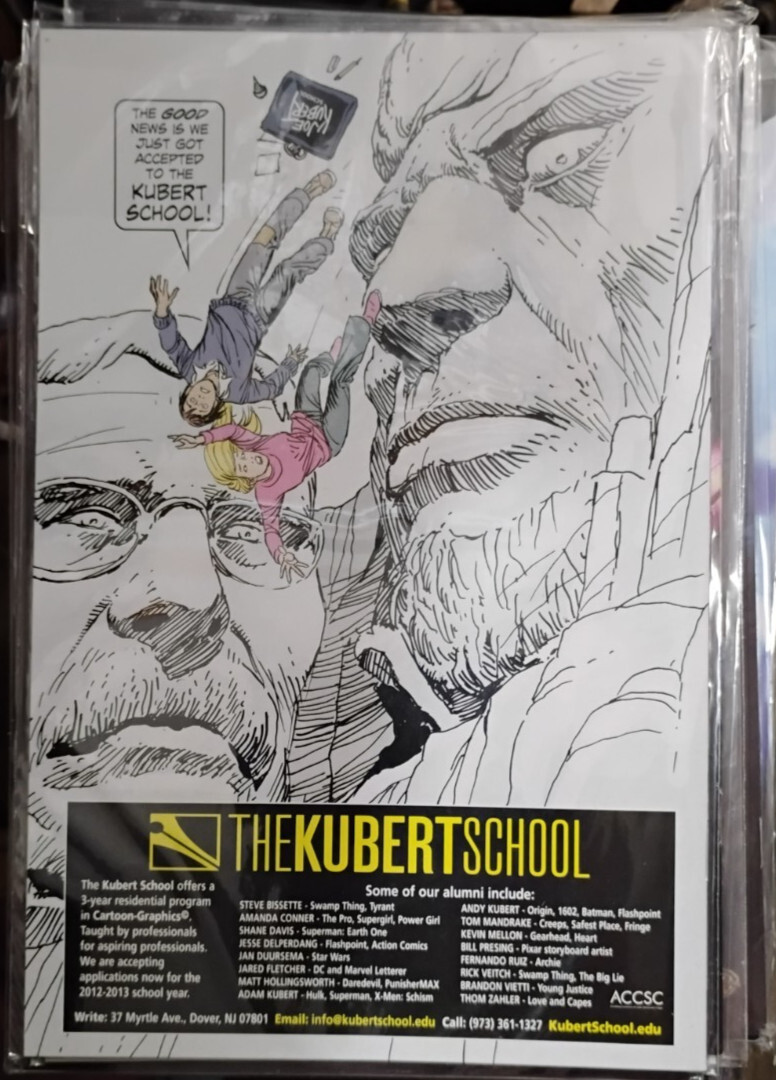 THE GOOD
NEWS IS WE
JUST GOT
ACCEPTED
TO THE
KUBERT
SCHOOL!
JOE
KUBERT
THEKUBERTSCHOOL
The Kubert School offers a
3-year residential program
in Cartoon-Graphics®.
Taught by professionals
for aspiring professionals.
We are accepting
applications now for the
2012-2013 school year.
Some of our alumni include:
STEVE BISSETTE - Swamp Thing, Tyrant
AMANDA CONNER - The Pro, Supergirl, Power Girl
SHANE DAVIS - Superman: Earth One
JESSE DELPERDANG - Flashpoint, Action Comics
JAN DUURSEMA - Star Wars
JARED FLETCHER - DC and Marvel Letterer
MATT HOLLINGSWORTH - Daredevil, PunisherMAX
ADAM KUBERT - Hulk, Superman, X-Men: Schism
ANDY KUBERT - Origin, 1602, Batman, Flashpoint
TOM MANDRAKE - Creeps, Safest Place, Fringe
KEVIN MELLON - Gearhead, Heart
BILL PRESING - Pixar storyboard artist
FERNANDO RUIZ - Archie
RICK VEITCH - Swamp Thing, The Big Lie
BRANDON VIETTI - Young Justice
THOM ZAHLER - Love and Capes
ACCSC
Write: 37 Myrtle Ave., Dover, NJ 07801 Email: info@kubertschool.edu Call: (973) 361-1327 KubertSchool.edu